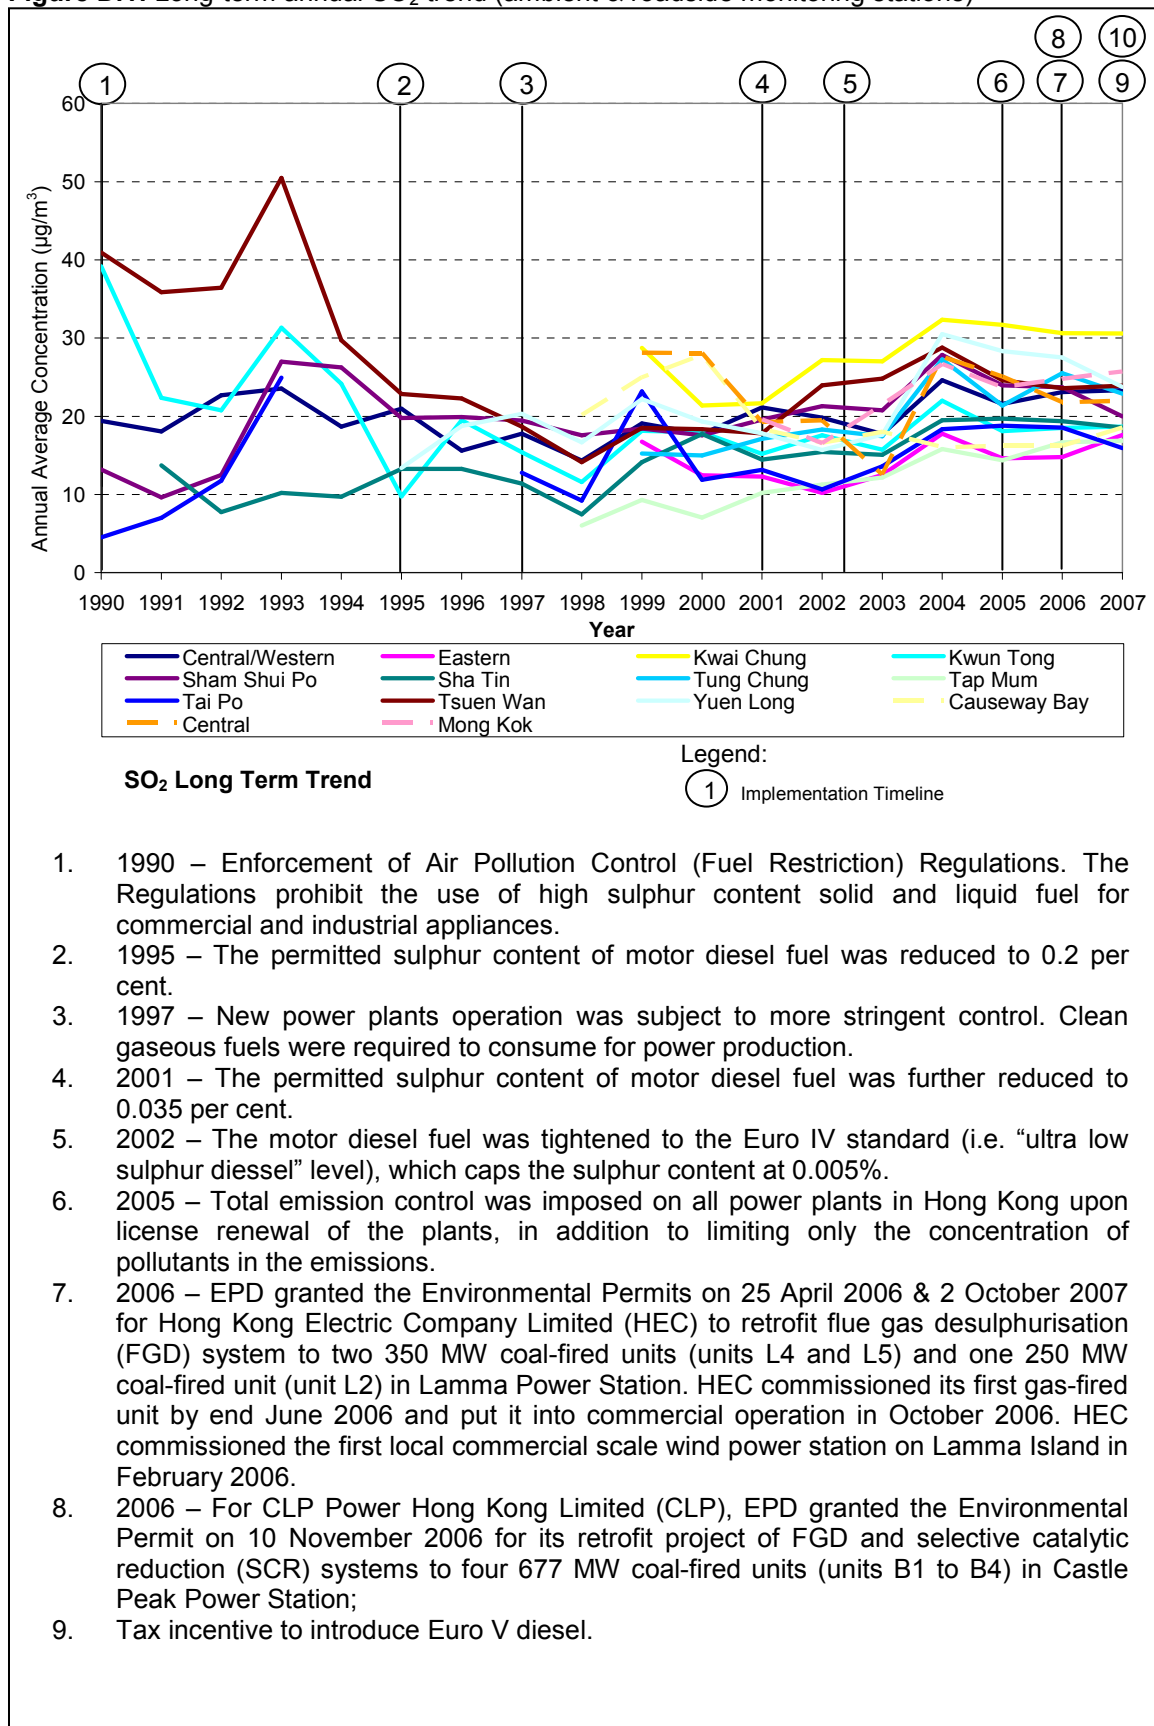 8 10
1 2 3 4 5 6 7 9
60
50
40
30
20
10
0
Annual Average Concentration (µg/m³)
1990 1991 1992 1993 1994 1995 1996 1997 1998 1999 2000 2001 2002 2003 2004 2005 2006 2007
Year
Central/Western Eastern Kwai Chung Kwun Tong
Sham Shui Po Sha Tin Tung Chung Tap Mum
Tai Po Tsuen Wan Yuen Long Causeway Bay
Central Mong Kok
Legend:
SO₂ Long Term Trend
1 Implementation Timeline
1. 1990 – Enforcement of Air Pollution Control (Fuel Restriction) Regulations. The
Regulations prohibit the use of high sulphur content solid and liquid fuel for
commercial and industrial appliances.
2. 1995 – The permitted sulphur content of motor diesel fuel was reduced to 0.2 per
cent.
3. 1997 – New power plants operation was subject to more stringent control. Clean
gaseous fuels were required to consume for power production.
4. 2001 – The permitted sulphur content of motor diesel fuel was further reduced to
0.035 per cent.
5. 2002 – The motor diesel fuel was tightened to the Euro IV standard (i.e. “ultra low
sulphur diessel” level), which caps the sulphur content at 0.005%.
6. 2005 – Total emission control was imposed on all power plants in Hong Kong upon
license renewal of the plants, in addition to limiting only the concentration of
pollutants in the emissions.
7. 2006 – EPD granted the Environmental Permits on 25 April 2006 & 2 October 2007
for Hong Kong Electric Company Limited (HEC) to retrofit flue gas desulphurisation
(FGD) system to two 350 MW coal-fired units (units L4 and L5) and one 250 MW
coal-fired unit (unit L2) in Lamma Power Station. HEC commissioned its first gas-fired
unit by end June 2006 and put it into commercial operation in October 2006. HEC
commissioned the first local commercial scale wind power station on Lamma Island in
February 2006.
8. 2006 – For CLP Power Hong Kong Limited (CLP), EPD granted the Environmental
Permit on 10 November 2006 for its retrofit project of FGD and selective catalytic
reduction (SCR) systems to four 677 MW coal-fired units (units B1 to B4) in Castle
Peak Power Station;
9. Tax incentive to introduce Euro V diesel.